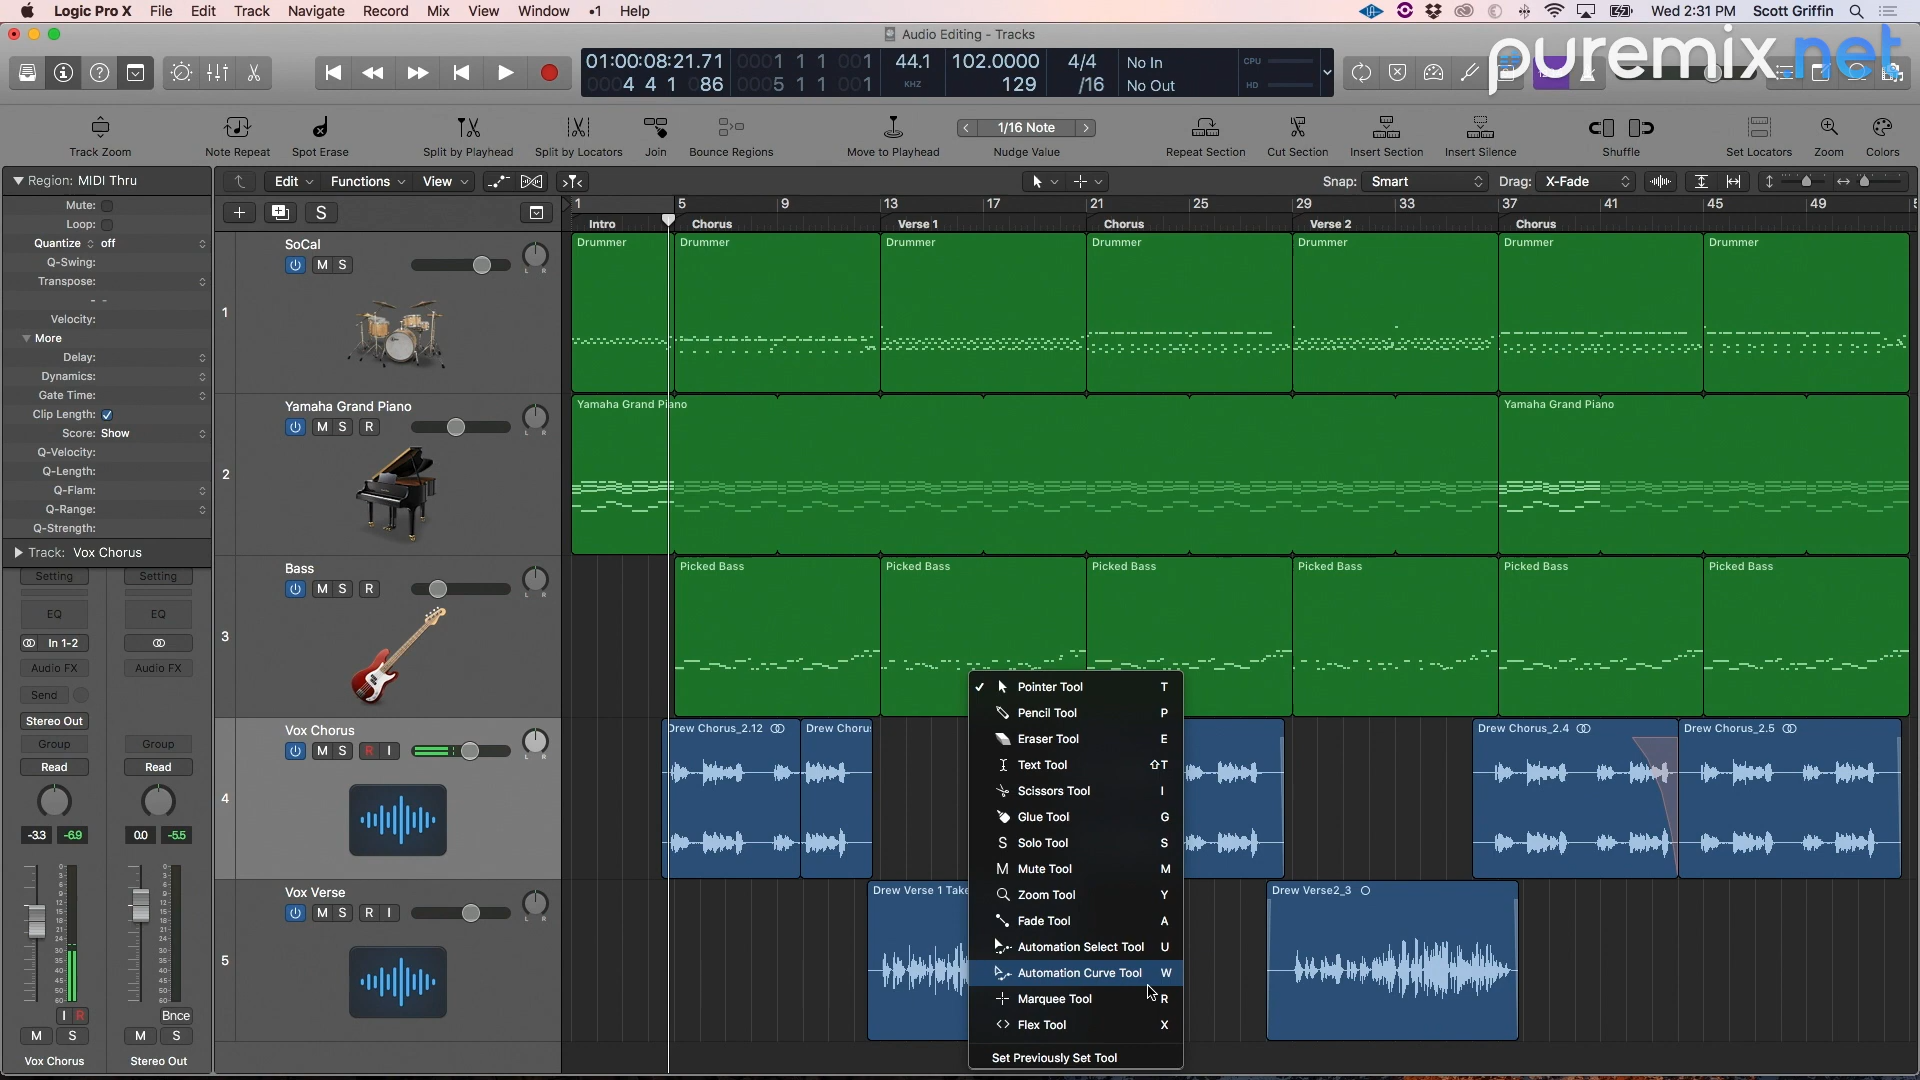 Logic Pro X File Edit Track Navigate Record Mix View Window •1 Help
Wed 2:31 PM Scott Griffin
Audio Editing - Tracks
puremix.net
01:00:08:21.71 0001 1 1 001 44.1 102.0000 4/4 No In CPU
0004 4 1 086 0005 1 1 001 KHZ 129 /16 No Out HD
1/16 Note
Track Zoom Note Repeat Spot Erase Split by Playhead Split by Locators Join Bounce Regions Move to Playhead Nudge Value Repeat Section Cut Section Insert Section Insert Silence Shuffle Set Locators Zoom Colors
Region: MIDI Thru
Edit Functions View
Snap: Smart Drag: X-Fade
Mute:
Loop:
Quantize off
Q-Swing:
Transpose:
- -
Velocity:
More
Delay:
Dynamics:
Gate Time:
Clip Length:
Score: Show
Q-Velocity:
Q-Length:
Q-Flam:
Q-Range:
Q-Strength:
Track: Vox Chorus
Setting Setting
EQ EQ
In 1-2
Audio FX Audio FX
Send
Stereo Out
Group Group
Read Read
-3.3 -6.9 0.0 -5.5
I R Bnce
M S M S
Vox Chorus Stereo Out
S
1 5 9 13 17 21 25 29 33 37 41 45 49
Intro Chorus Verse 1 Chorus Verse 2 Chorus
1
SoCal
M S
L R
Drummer Drummer Drummer Drummer Drummer Drummer Drummer
2
Yamaha Grand Piano
M S R
L R
Yamaha Grand Piano Yamaha Grand Piano
3
Bass
M S R
L R
Picked Bass Picked Bass Picked Bass Picked Bass Picked Bass Picked Bass
4
Vox Chorus
M S R I
L R
Drew Chorus_2.12 Drew Chorus Drew Chorus_2.4 Drew Chorus_2.5
5
Vox Verse
M S R I
L R
Drew Verse 1 Take Drew Verse2_3
Pointer Tool T
Pencil Tool P
Eraser Tool E
Text Tool ⇧T
Scissors Tool I
Glue Tool G
S Solo Tool S
M Mute Tool M
Zoom Tool Y
Fade Tool A
Automation Select Tool U
Automation Curve Tool W
Marquee Tool R
Flex Tool X
Set Previously Set Tool